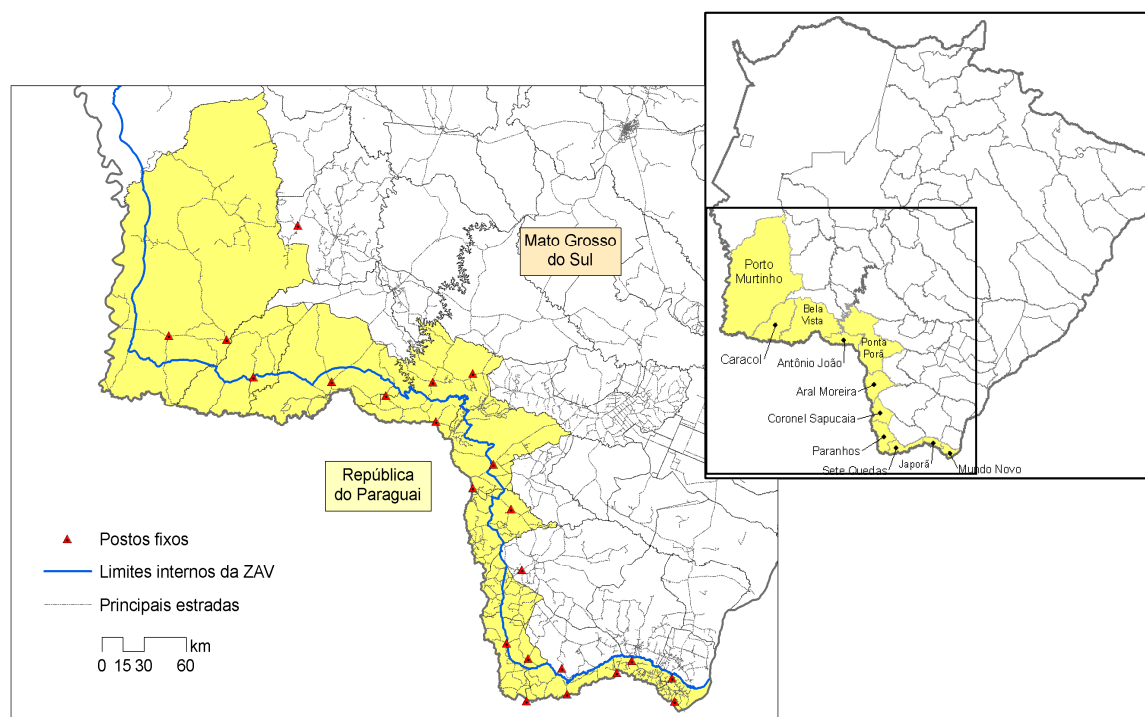 Mato Grosso
do Sul
República
do Paraguai
Postos fixos
Limites internos da ZAV
Principais estradas
0 15 30 60
km
Porto
Murtinho
Bela
Vista
Caracol
Antônio João
Ponta
Porã
Aral Moreira
Coronel Sapucaia
Paranhos
Sete Quedas
Japorã
Mundo Novo